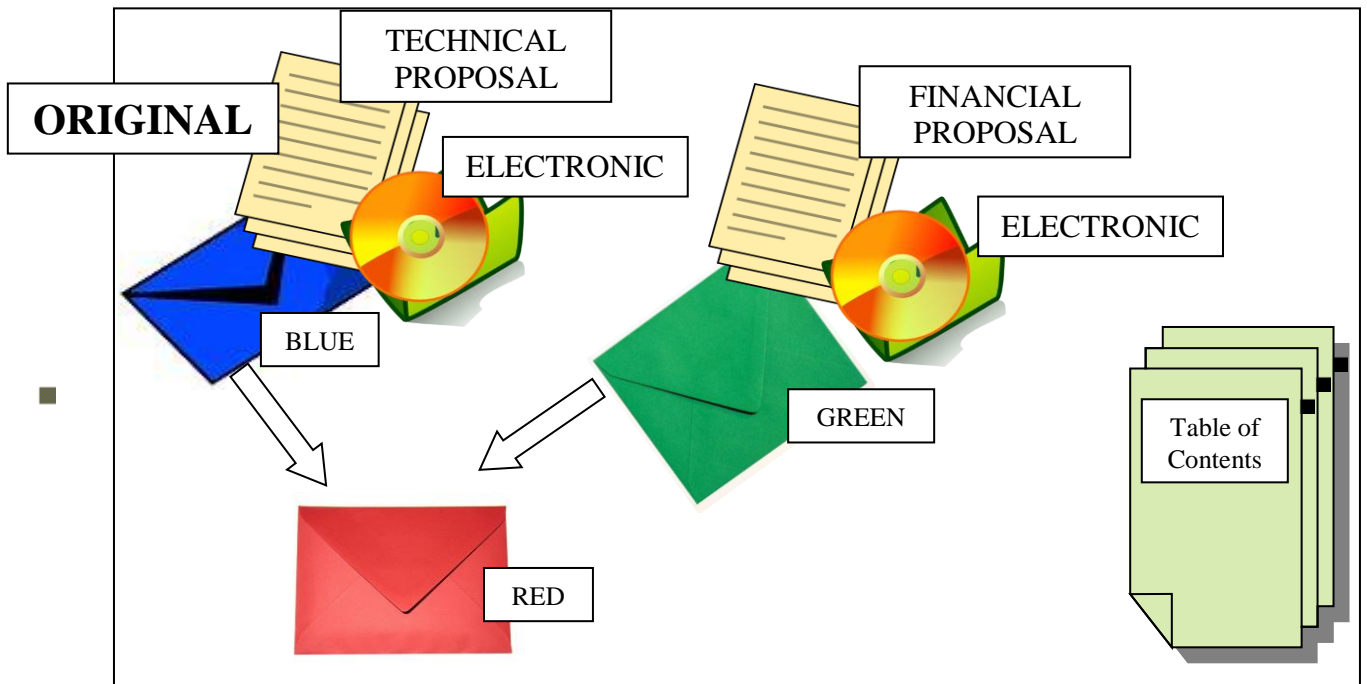 TECHNICAL
PROPOSAL
ORIGINAL
ELECTRONIC
FINANCIAL
PROPOSAL
ELECTRONIC
BLUE
GREEN
Table of
Contents
RED